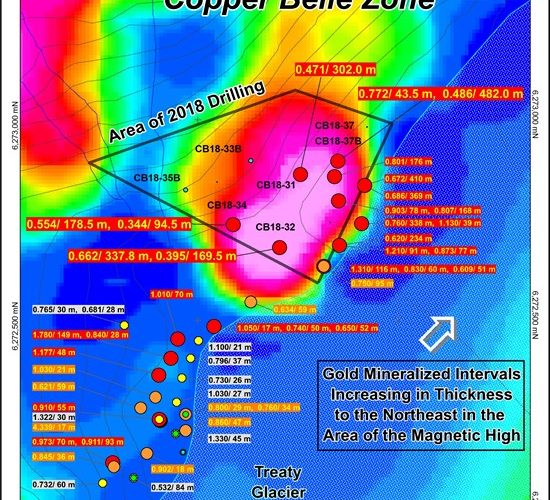 Copper Belle Zone
0.471/ 302.0 m
0.772/ 43.5 m, 0.486/ 482.0 m
Area of 2018 Drilling
6,273,000 mN
6,273,000 mN
CB18-37
CB18-37B
CB18-33B
0.801/ 176 m
CB18-35B
CB18-31
0.672/ 410 m
0.686/ 369 m
CB18-34
0.903/ 78 m, 0.807/ 168 m
0.554/ 178.5 m, 0.344/ 94.5 m
0.760/ 338 m, 1.130/ 39 m
CB18-32
0.620/ 234 m
0.662/ 337.8 m, 0.395/ 169.5 m
1.210/ 91 m, 0.873/ 77 m
1.310/ 116 m, 0.830/ 60 m, 0.609/ 51 m
0.750/ 95 m
1.010/ 70 m
0.765/ 30 m, 0.681/ 28 m
0.634/ 59 m
6,272,500 mN
6,272,500 mN
1.780/ 149 m, 0.840/ 28 m
1.050/ 17 m, 0.740/ 50 m, 0.650/ 52 m
1.177/ 48 m
1.100/ 21 m
0.796/ 37 m
1.030/ 21 m
0.730/ 26 m
0.621/ 59 m
1.030/ 27 m
0.910/ 55 m
0.800/ 29 m, 0.760/ 34 m
1.322/ 30 m
4.339/ 17 m
0.860/ 47 m
0.973/ 70 m, 0.911/ 93 m
1.330/ 45 m
0.845/ 36 m
0.902/ 18 m
0.732/ 60 m
0.532/ 84 m
Gold Mineralized Intervals
Increasing in Thickness
to the Northeast in the
Area of the Magnetic High
Treaty
Glacier